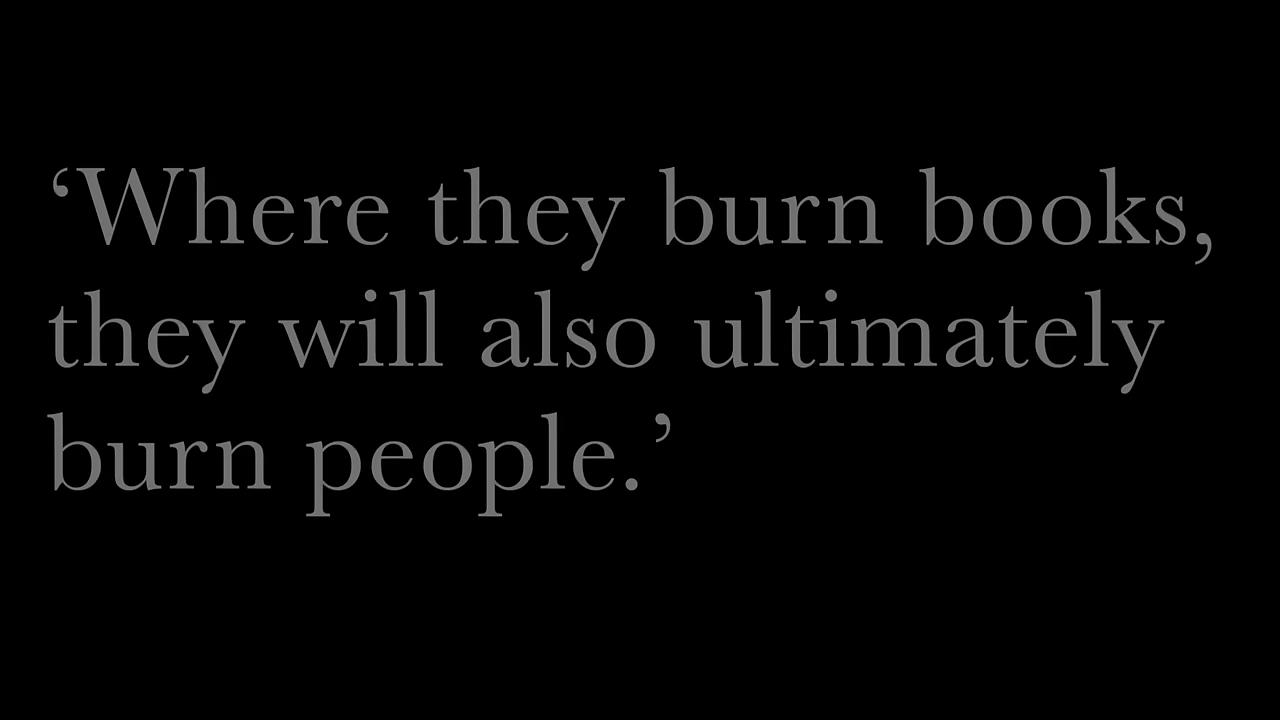 ‘Where they burn books,
they will also ultimately
burn people.’